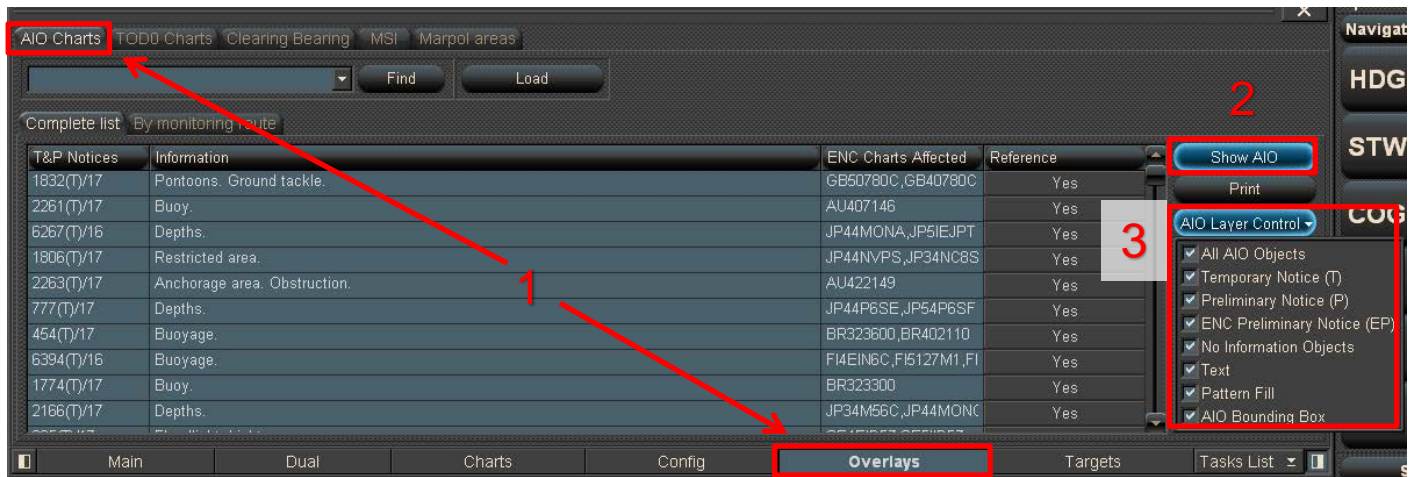 AIO Charts TOD0 Charts Clearing Bearing MSI Marpol areas
Navigat
Find Load
HDG
2
Complete list By monitoring route
T&P Notices Information ENC Charts Affected Reference
Show AIO
STW
1832(T)/17 Pontoons. Ground tackle. GB50780C,GB40780C Yes
Print
2261(T)/17 Buoy. AU407146 Yes
COG
3
AIO Layer Control
6267(T)/16 Depths. JP44MONA,JP5IEJPT Yes
All AIO Objects
1806(T)/17 Restricted area. JP44NVPS,JP34NC8S Yes
Temporary Notice (T)
2263(T)/17 Anchorage area. Obstruction. AU422149 Yes
1
Preliminary Notice (P)
777(T)/17 Depths. JP44P6SE,JP54P6SF Yes
ENC Preliminary Notice (EP)
454(T)/17 Buoyage. BR323600,BR402110 Yes
No Information Objects
6394(T)/16 Buoyage. FI4EIN6C,FI5127M1,FI Yes
Text
1774(T)/17 Buoy. BR323300 Yes
Pattern Fill
2166(T)/17 Depths. JP34M56C,JP44MONC Yes
AIO Bounding Box
Main Dual Charts Config Overlays Targets Tasks List